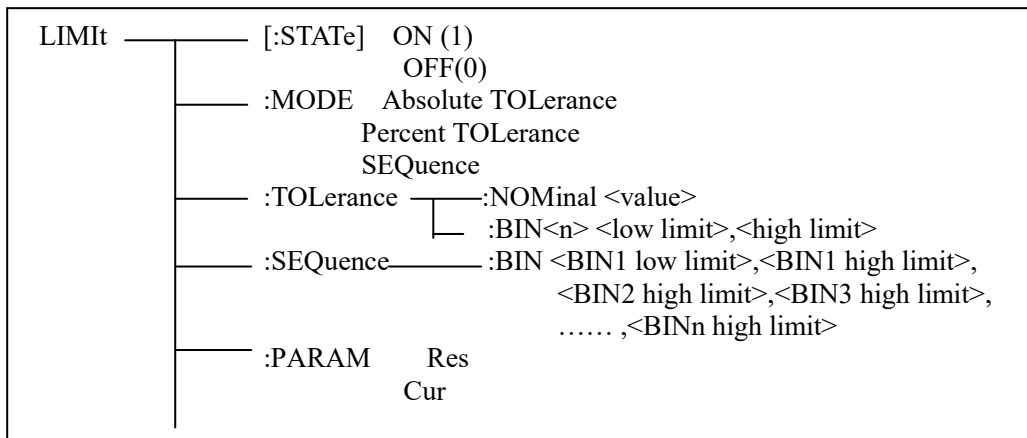 LIMIt [:STATe] ON (1)
OFF(0)
:MODE Absolute TOLerance
Percent TOLerance
SEQuence
:TOLerance :NOMinal <value>
:BIN<n> <low limit>,<high limit>
:SEQuence :BIN <BIN1 low limit>,<BIN1 high limit>,
<BIN2 high limit>,<BIN3 high limit>,
…… ,<BINn high limit>
:PARAM Res
Cur